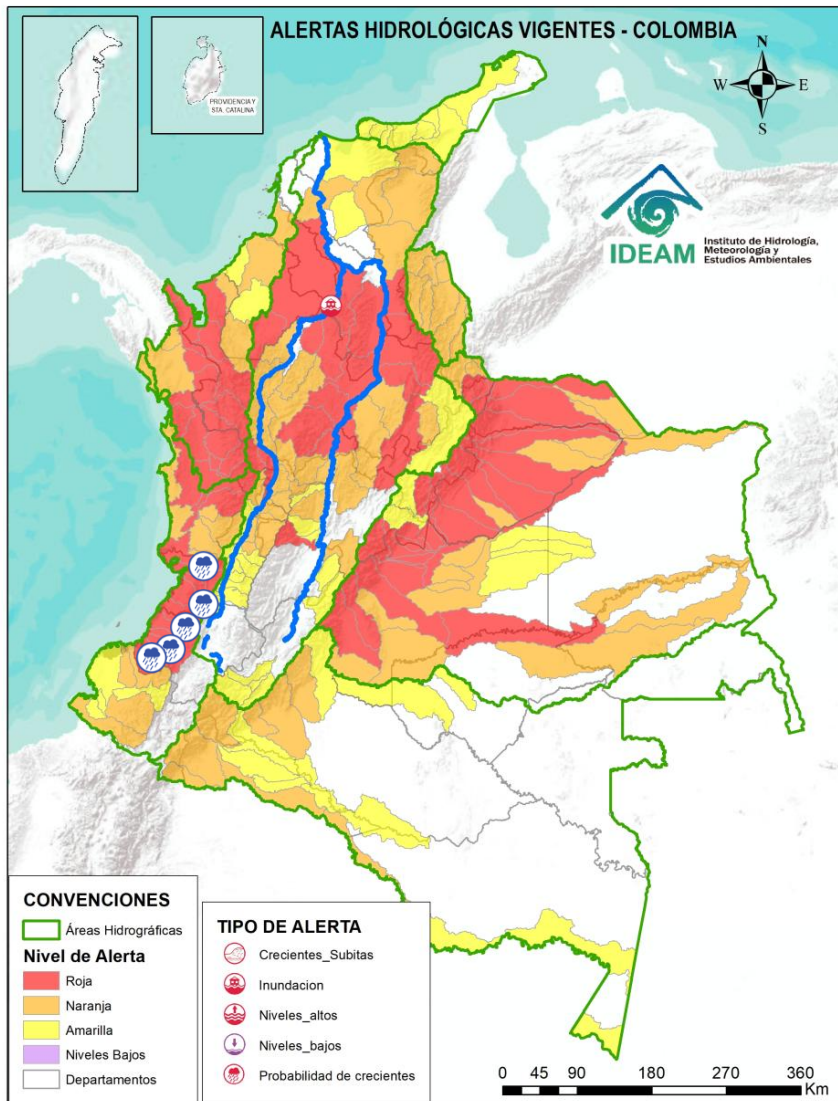 ALERTAS HIDROLÓGICAS VIGENTES - COLOMBIA
PROVIDENCIA Y
STA. CATALINA
N
W
E
S
IDEAM
Instituto de Hidrología,
Meteorología y
Estudios Ambientales
CONVENCIONES
Áreas Hidrográficas
Nivel de Alerta
Roja
Naranja
Amarilla
Niveles Bajos
Departamentos
TIPO DE ALERTA
Crecientes_Subitas
Inundacion
Niveles_altos
Niveles_bajos
Probabilidad de crecientes
0 45 90 180 270 360
Km